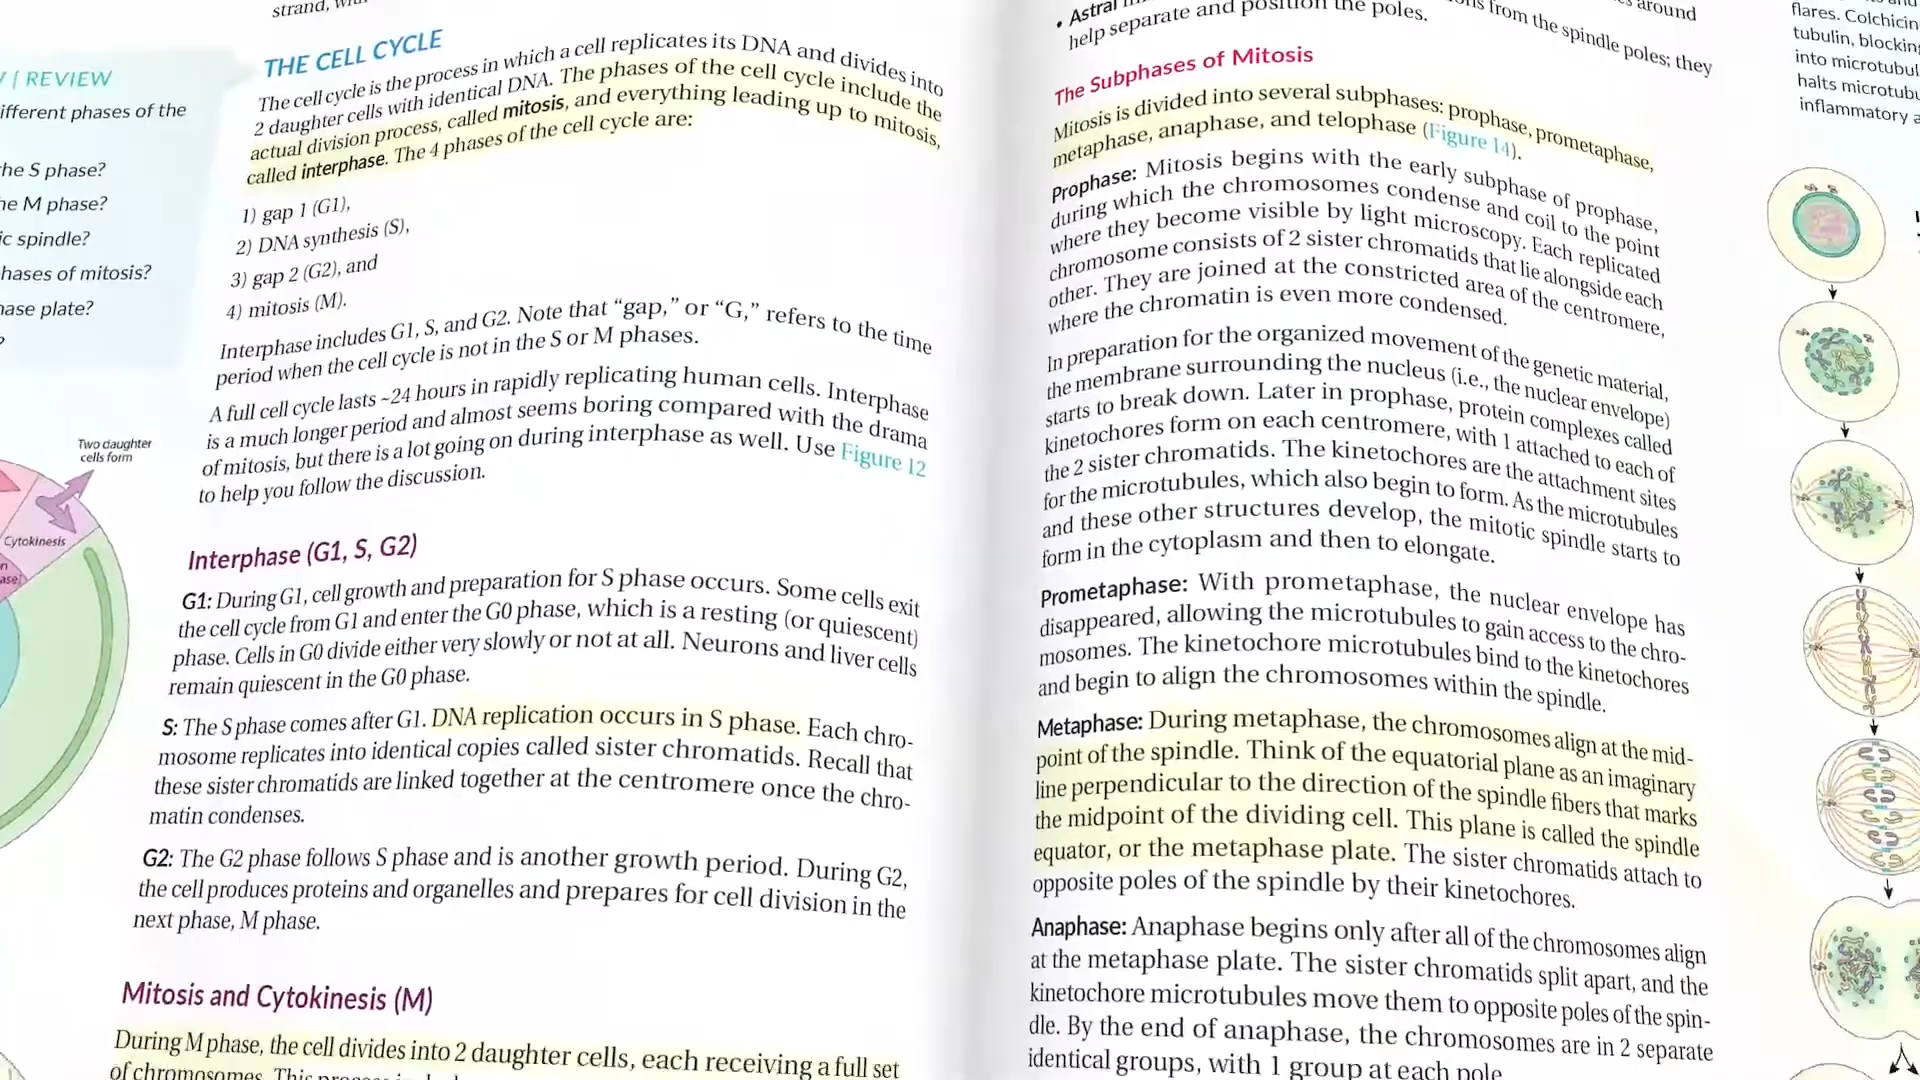 strand,
THE CELL CYCLE
The cell cycle is the process in which a cell replicates its DNA and divides into
2 daughter cells with identical DNA. The phases of the cell cycle include the
actual division process, called mitosis, and everything leading up to mitosis,
called interphase. The 4 phases of the cell cycle are:
1) gap 1 (G1),
2) DNA synthesis (S),
3) gap 2 (G2), and
4) mitosis (M).
Interphase includes G1, S, and G2. Note that “gap,” or “G,” refers to the time
period when the cell cycle is not in the S or M phases.
A full cell cycle lasts ~24 hours in rapidly replicating human cells. Interphase
is a much longer period and almost seems boring compared with the drama
of mitosis, but there is a lot going on during interphase as well. Use Figure 12
to help you follow the discussion.
Interphase (G1, S, G2)
G1: During G1, cell growth and preparation for S phase occurs. Some cells exit
the cell cycle from G1 and enter the G0 phase, which is a resting (or quiescent)
phase. Cells in G0 divide either very slowly or not at all. Neurons and liver cells
remain quiescent in the G0 phase.
S: The S phase comes after G1. DNA replication occurs in S phase. Each chro-
mosome replicates into identical copies called sister chromatids. Recall that
these sister chromatids are linked together at the centromere once the chro-
matin condenses.
G2: The G2 phase follows S phase and is another growth period. During G2,
the cell produces proteins and organelles and prepares for cell division in the
next phase, M phase.
Mitosis and Cytokinesis (M)
During M phase, the cell divides into 2 daughter cells, each receiving a full set
of chromosomes. This
| REVIEW
ifferent phases of the
he S phase?
he M phase?
ic spindle?
hases of mitosis?
hase plate?
?
Two daughter
cells form
Cytokinesis
• Astral
from the spindle poles; they
around
help separate and position the poles.
The Subphases of Mitosis
Mitosis is divided into several subphases: prophase, prometaphase,
metaphase, anaphase, and telophase (Figure 14).
Prophase: Mitosis begins with the early subphase of prophase,
during which the chromosomes condense and coil to the point
where they become visible by light microscopy. Each replicated
chromosome consists of 2 sister chromatids that lie alongside each
other. They are joined at the constricted area of the centromere,
where the chromatin is even more condensed.
In preparation for the organized movement of the genetic material,
the membrane surrounding the nucleus (i.e., the nuclear envelope)
starts to break down. Later in prophase, protein complexes called
kinetochores form on each centromere, with 1 attached to each of
the 2 sister chromatids. The kinetochores are the attachment sites
for the microtubules, which also begin to form. As the microtubules
and these other structures develop, the mitotic spindle starts to
form in the cytoplasm and then to elongate.
Prometaphase: With prometaphase, the nuclear envelope has
disappeared, allowing the microtubules to gain access to the chro-
mosomes. The kinetochore microtubules bind to the kinetochores
and begin to align the chromosomes within the spindle.
Metaphase: During metaphase, the chromosomes align at the mid-
point of the spindle. Think of the equatorial plane as an imaginary
line perpendicular to the direction of the spindle fibers that marks
the midpoint of the dividing cell. This plane is called the spindle
equator, or the metaphase plate. The sister chromatids attach to
opposite poles of the spindle by their kinetochores.
Anaphase: Anaphase begins only after all of the chromosomes align
at the metaphase plate. The sister chromatids split apart, and the
kinetochore microtubules move them to opposite poles of the spin-
dle. By the end of anaphase, the chromosomes are in 2 separate
identical groups, with 1 group at each pole
flares. Colchicin
tubulin, blocking
into microtubul
halts microtubu
inflammatory a